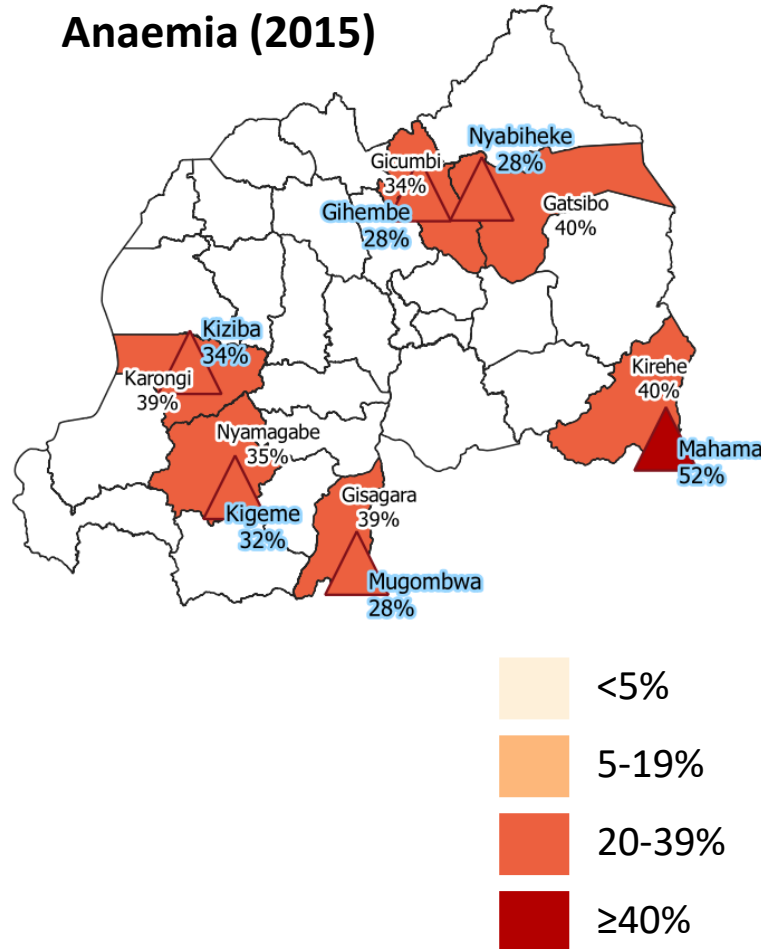 Anaemia (2015)
Nyabiheke
28%
Gicumbi
34%
Gihembe
28%
Gatsibo
40%
Kiziba
34%
Karongi
39%
Kirehe
40%
Nyamagabe
35%
Mahama
52%
Gisagara
39%
Kigeme
32%
Mugombwa
28%
<5%
5-19%
20-39%
≥40%